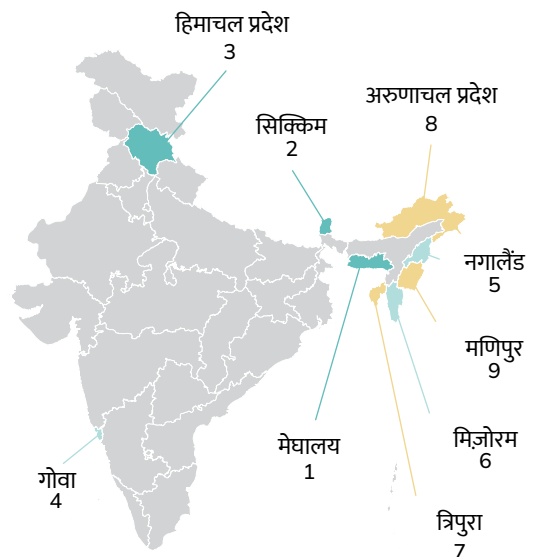 हिमाचल प्रदेश
3
सिक्किम
2
अरुणाचल प्रदेश
8
नगालैंड
5
मणिपुर
9
मिज़ोरम
6
त्रिपुरा
7
मेघालय
1
गोवा
4